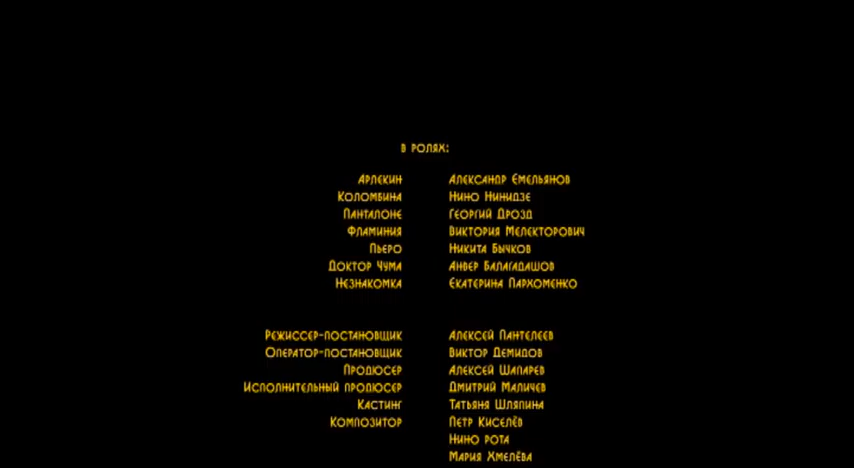 В РОЛЯХ:
АРЛЕКИН АЛЕКСАНДР ЕМЕЛЬЯНОВ
КОЛОМБИНА НИНО НИНИДЗЕ
ПАНТАЛОНЕ ГЕОРГИЙ ДРОЗД
ФЛАМИНИЯ ВИКТОРИЯ МЕЛЕКТОРОВИЧ
ПЬЕРО НИКИТА БЫЧКОВ
ДОКТОР ЧУМА АНВЕР БАЛАГАДАШОВ
НЕЗНАКОМКА ЕКАТЕРИНА ПАРХОМЕНКО
РЕЖИССЕР-ПОСТАНОВЩИК АЛЕКСЕЙ ПАНТЕЛЕЕВ
ОПЕРАТОР-ПОСТАНОВЩИК ВИКТОР ДЕМИДОВ
ПРОДЮСЕР АЛЕКСЕЙ ШАПАРЕВ
ИСПОЛНИТЕЛЬНЫЙ ПРОДЮСЕР ДМИТРИЙ МАЛИЧЕВ
КАСТИНГ ТАТЬЯНА ШЛЯПИНА
КОМПОЗИТОР ПЕТР КИСЕЛЁВ
НИНО РОТА
МАРИЯ ХМЕЛЁВА